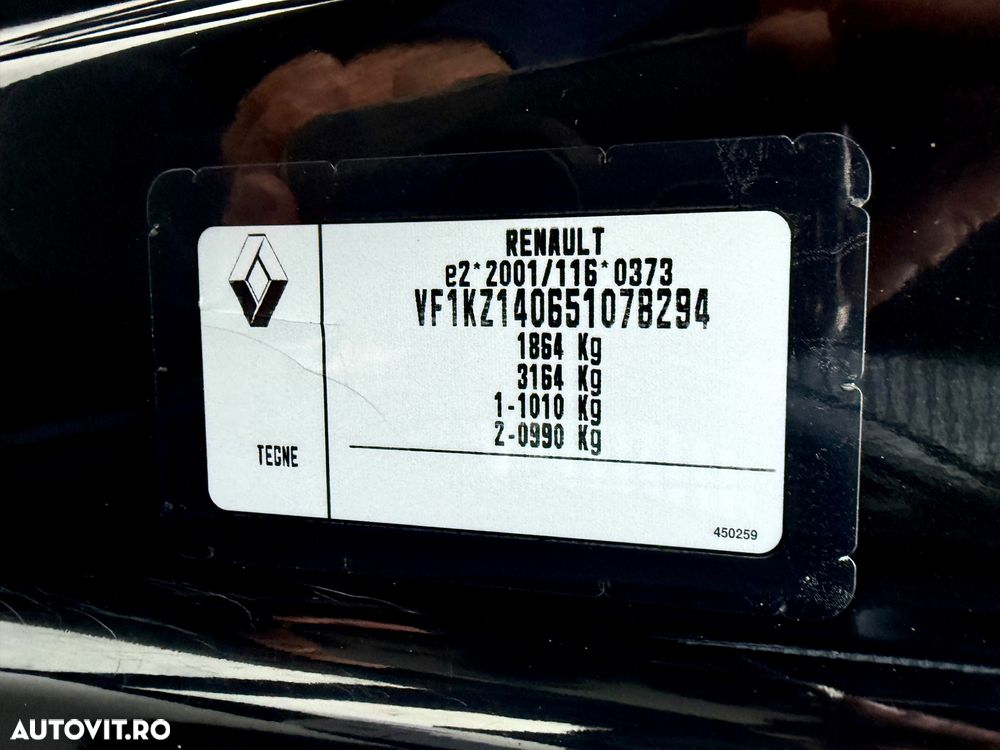 RENAULT
e2*2001/116*0373
VF1KZ140651078294
1864 Kg
3164 Kg
1-1010 Kg
2-0990 Kg
TEGNE
450259
AUTOVIT.RO